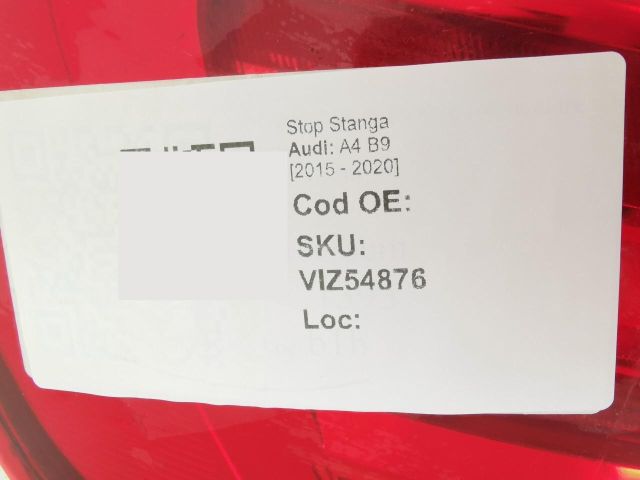 Stop Stanga
Audi: A4 B9
[2015 - 2020]
Cod OE:
SKU:
VIZ54876
Loc: